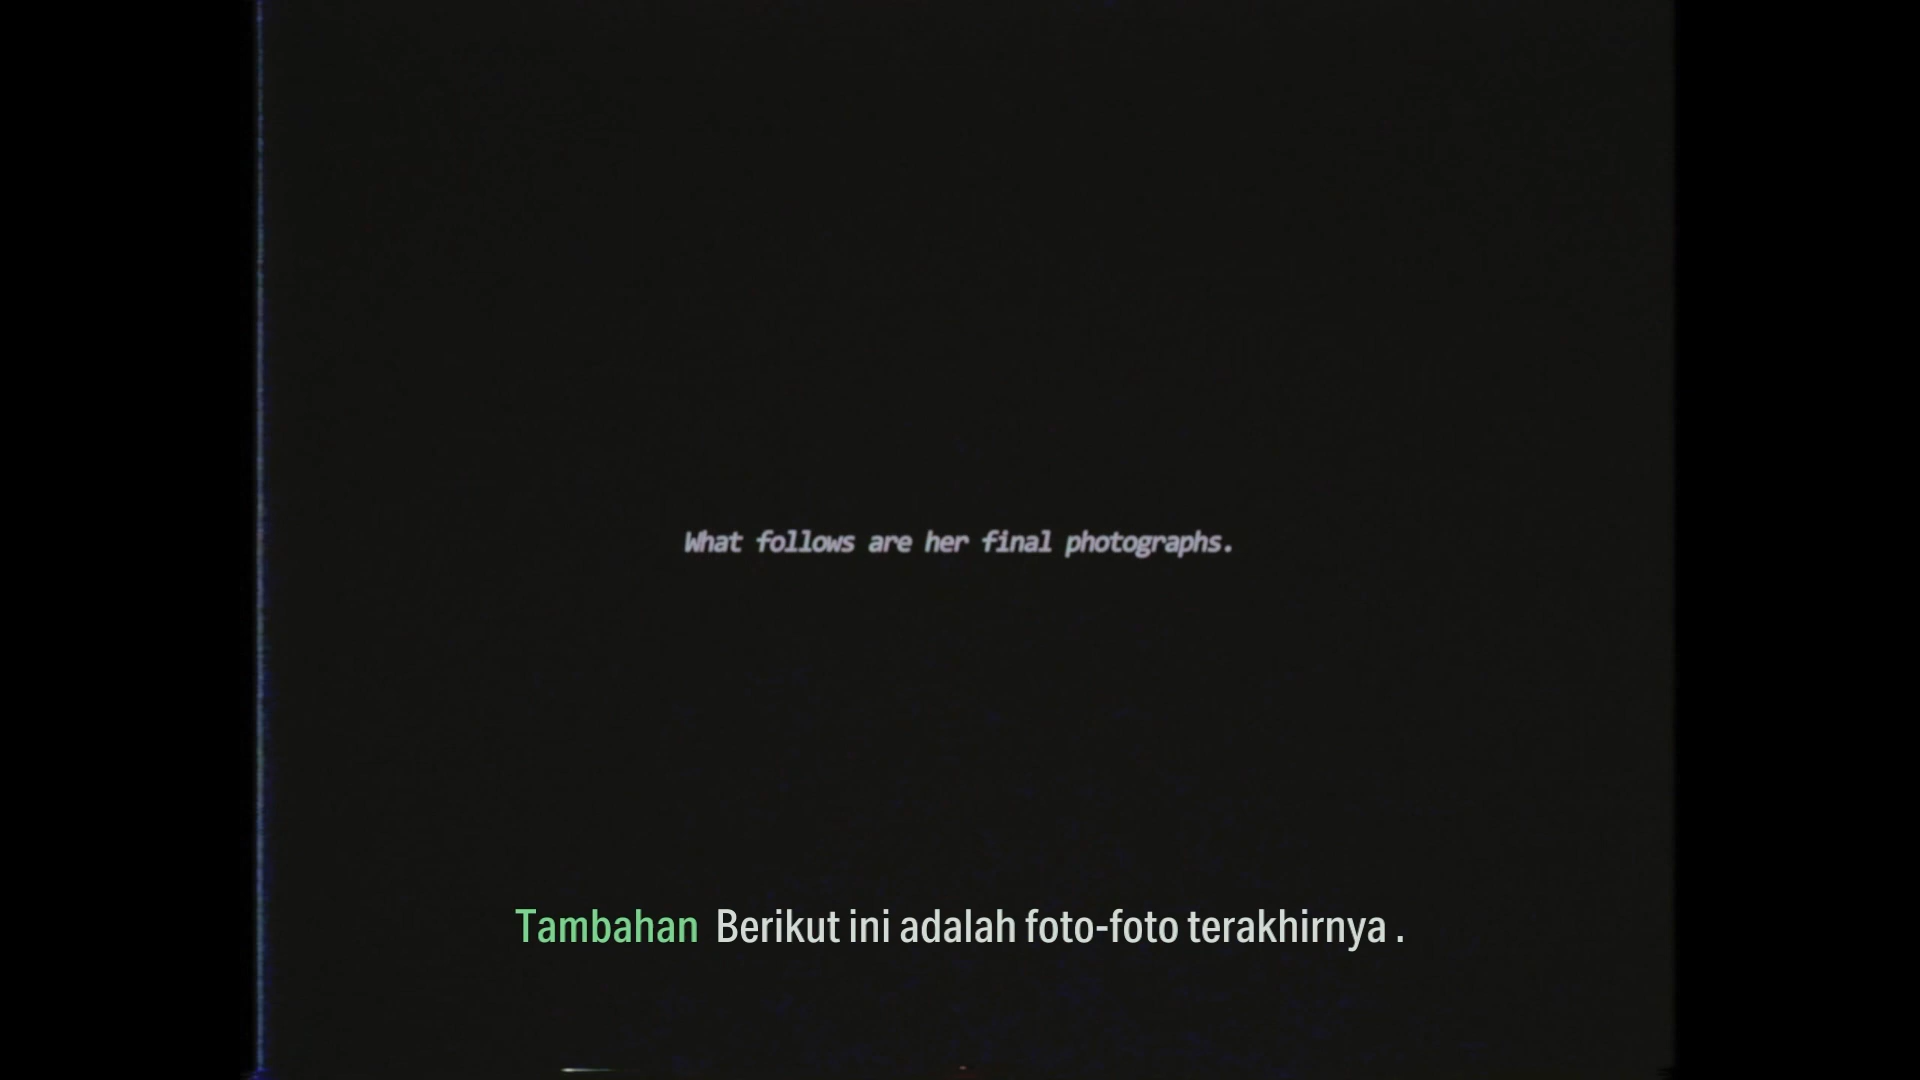 What follows are her final photographs.
Tambahan Berikut ini adalah foto-foto terakhirnya .